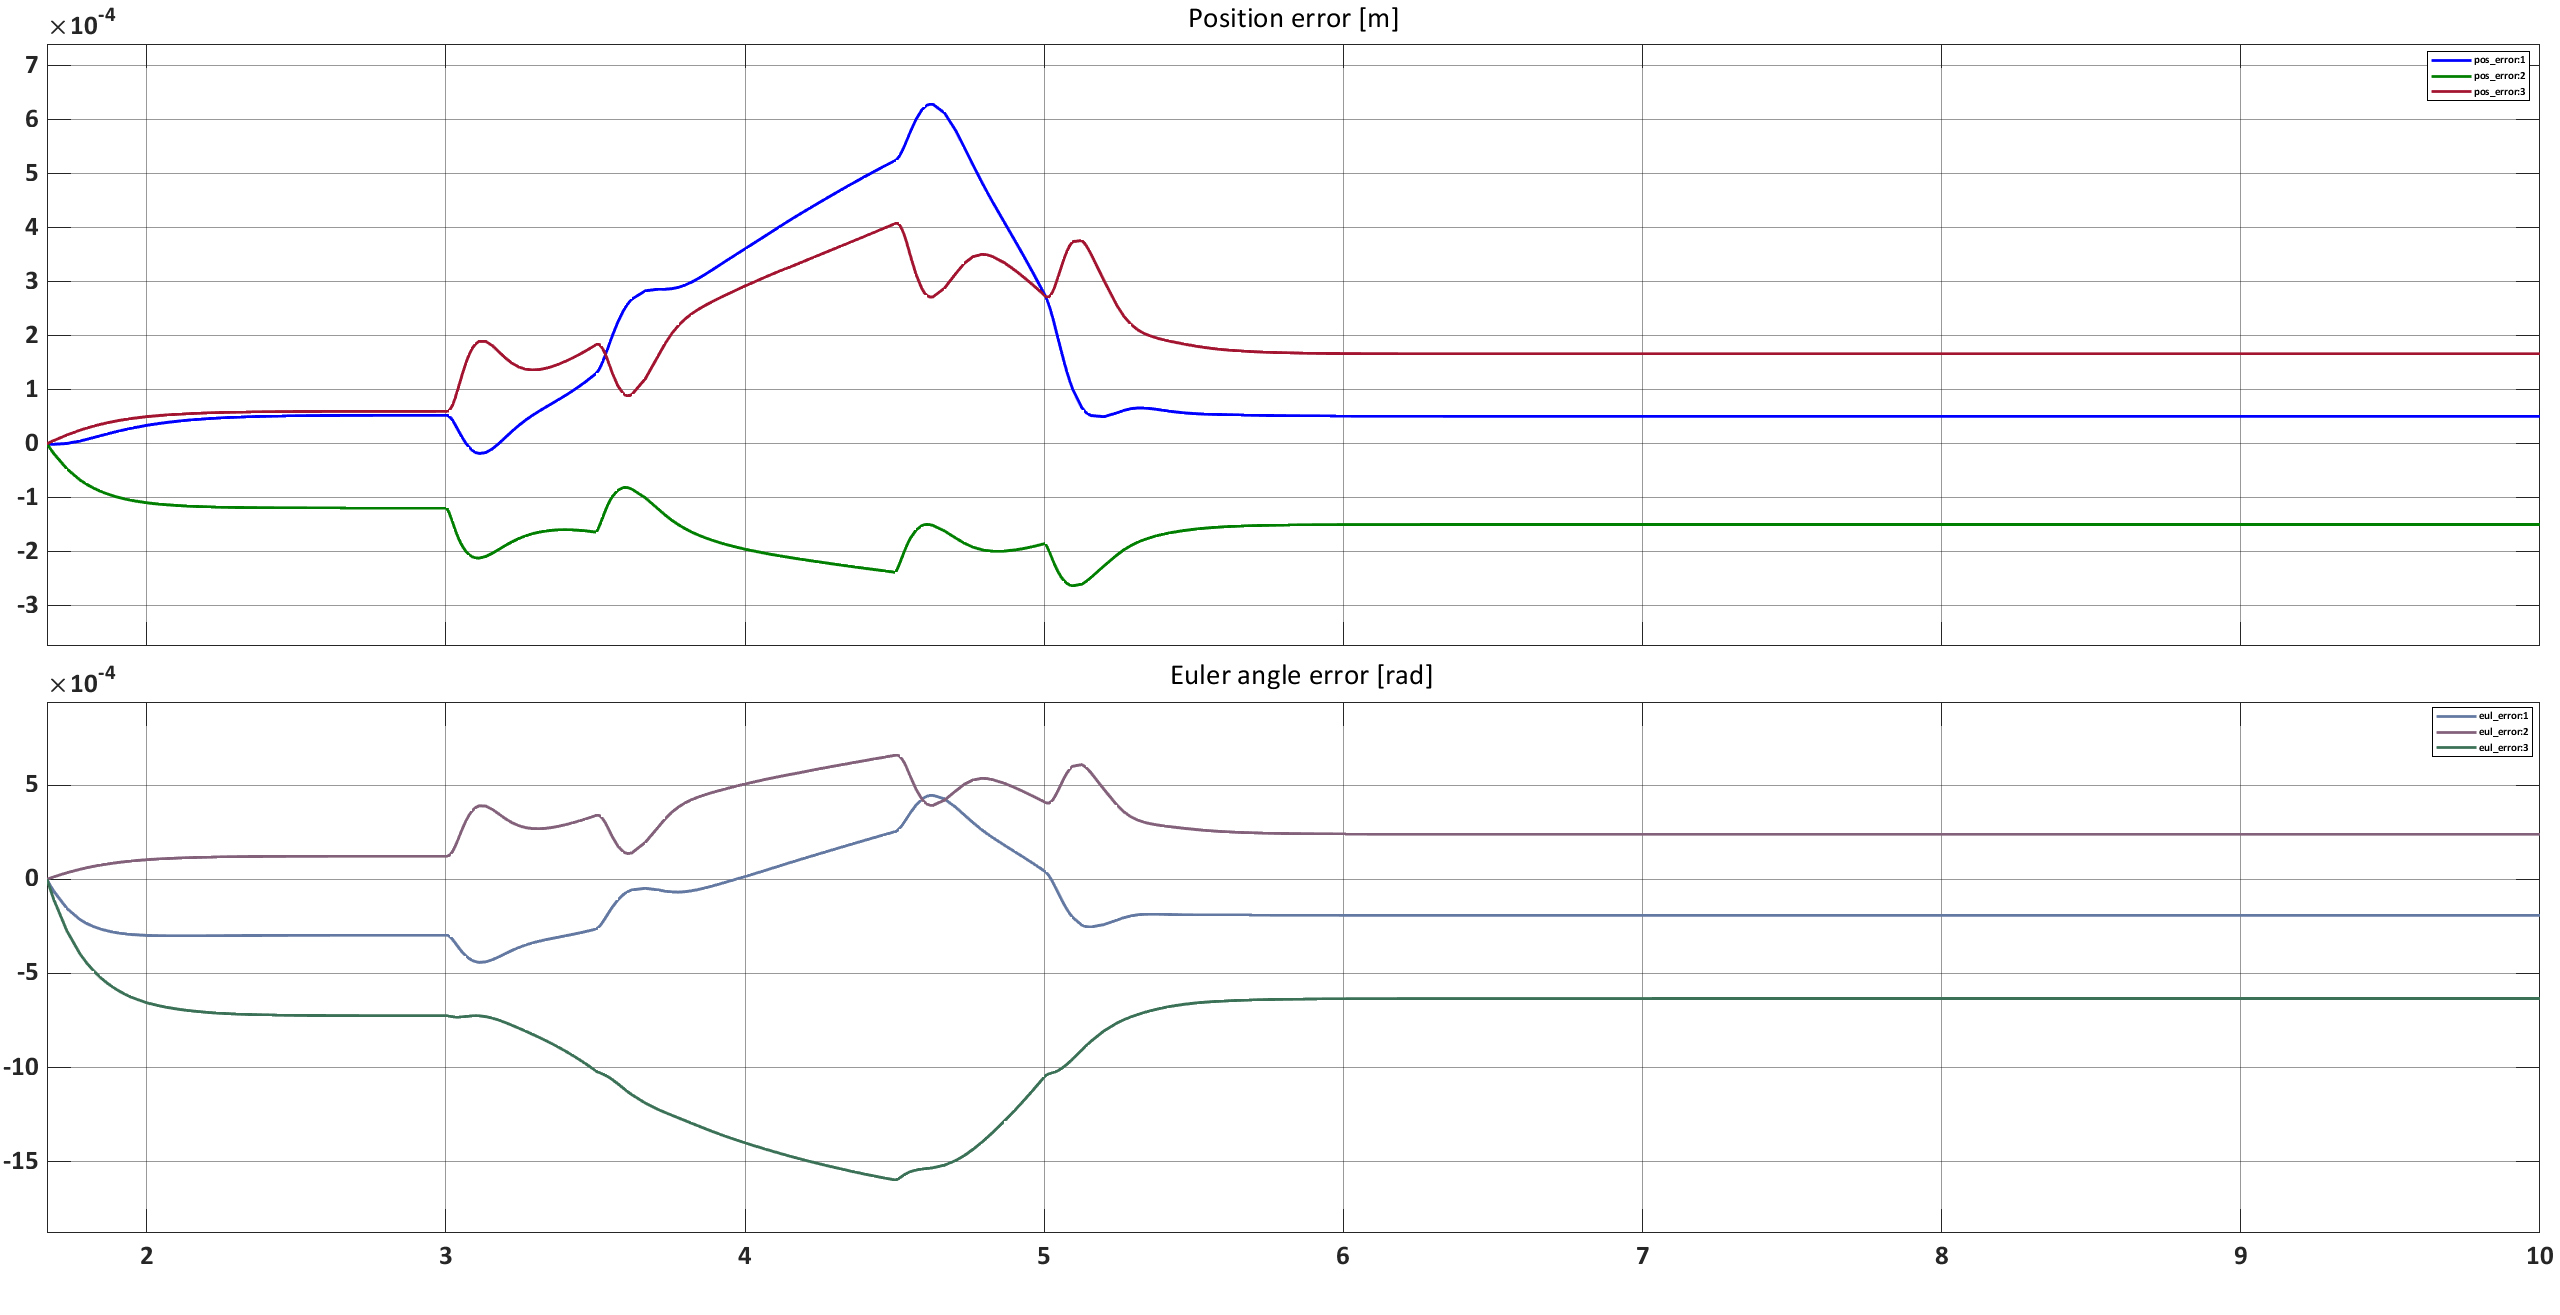 ×10-4
Position error [m]
7
6
5
4
3
2
1
0
-1
-2
-3
pos_error:1
pos_error:2
pos_error:3
×10-4
Euler angle error [rad]
5
0
-5
-10
-15
eul_error:1
eul_error:2
eul_error:3
2 3 4 5 6 7 8 9 10